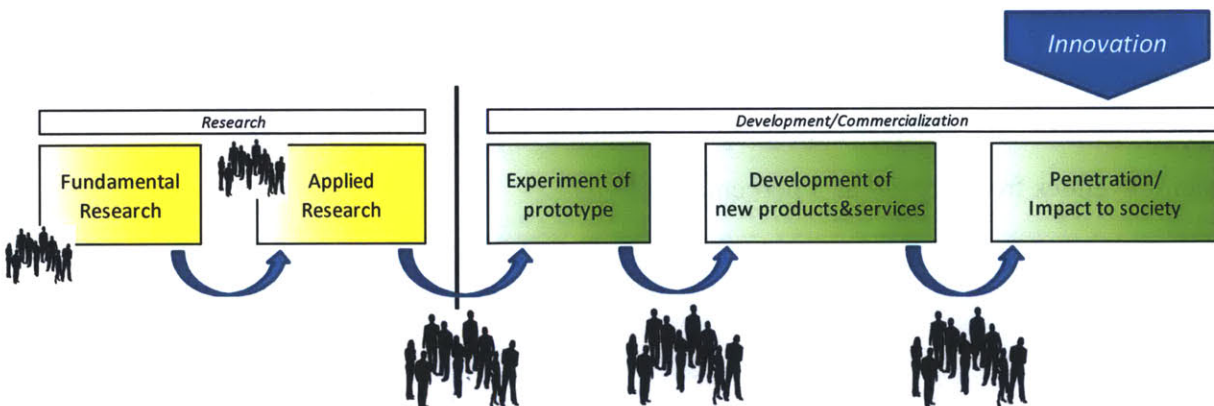 Innovation
Research
Development/Commercialization
Fundamental
Research
Applied
Research
Experiment of
prototype
Development of
new products&services
Penetration/
Impact to society